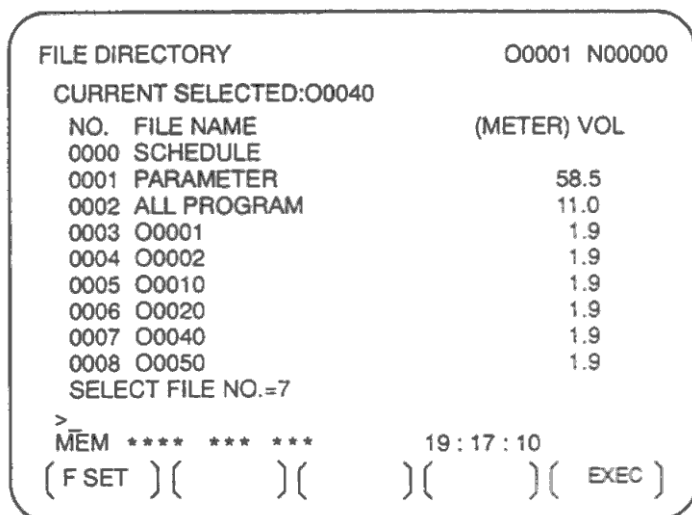 FILE DIRECTORY O0001 N00000
CURRENT SELECTED:O0040
NO. FILE NAME (METER) VOL
0000 SCHEDULE
0001 PARAMETER 58.5
0002 ALL PROGRAM 11.0
0003 O0001 1.9
0004 O0002 1.9
0005 O0010 1.9
0006 O0020 1.9
0007 O0040 1.9
0008 O0050 1.9
SELECT FILE NO.=7
>_
MEM **** *** *** 19 : 17 : 10
( F SET ) ( ) ( ) ( ) ( EXEC )